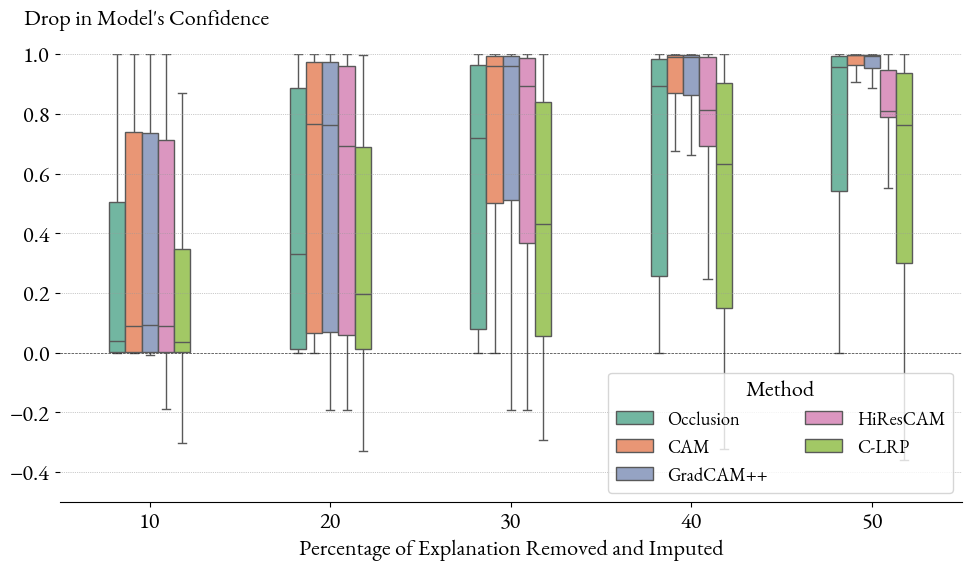 Drop in Model's Confidence
1.0
0.8
0.6
0.4
0.2
0.0
−0.2
−0.4
Method
Occlusion
CAM
GradCAM++
HiResCAM
C-LRP
10 20 30 40 50
Percentage of Explanation Removed and Imputed